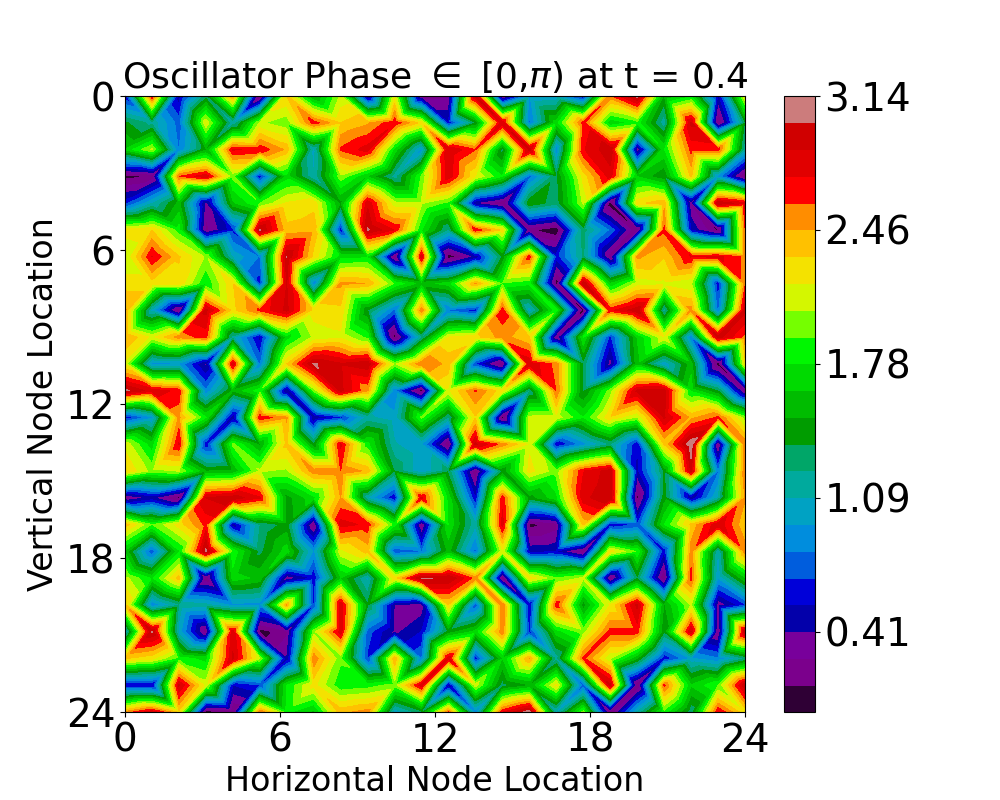 Oscillator Phase ∈ [0,π) at t = 0.4
0
6
12
18
24
Vertical Node Location
0 6 12 18 24
Horizontal Node Location
3.14
2.46
1.78
1.09
0.41